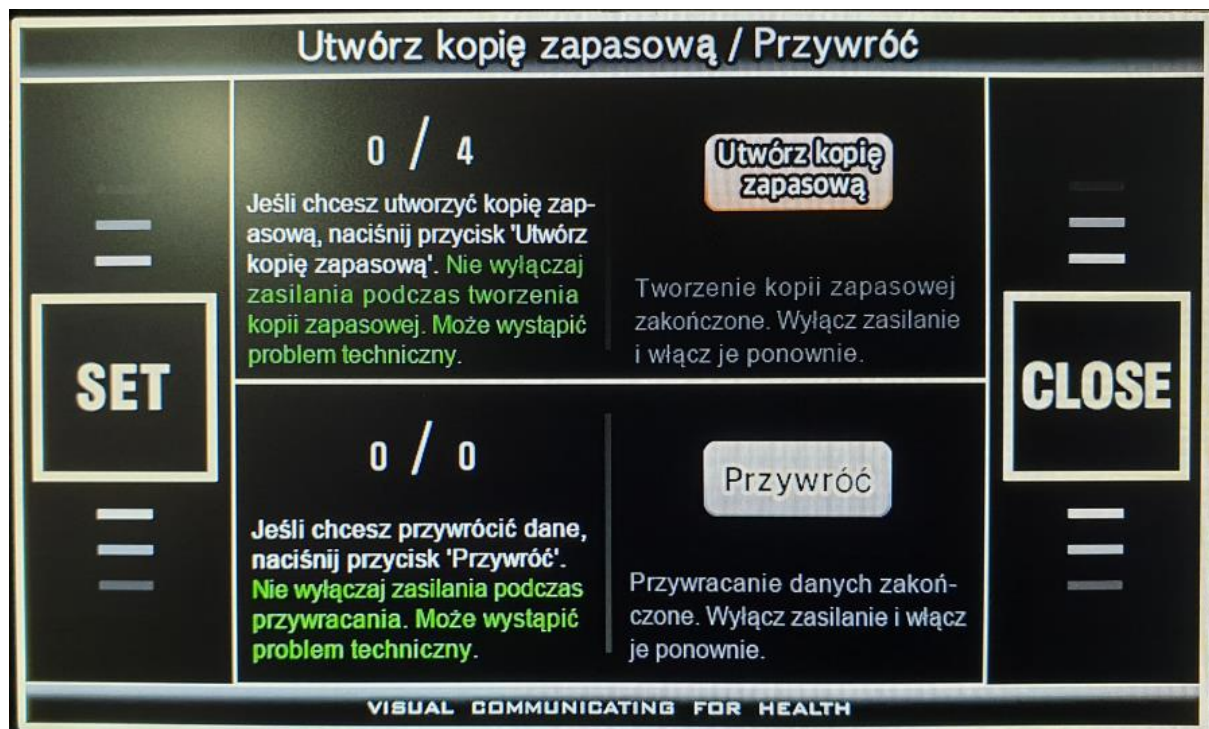 Utwórz kopię zapasową / Przywróć
0 / 4
Jeśli chcesz utworzyć kopię zap-
asową, naciśnij przycisk 'Utwórz
kopię zapasową'. Nie wyłączaj
zasilania podczas tworzenia
kopii zapasowej. Może wystąpić
problem techniczny.
Utwórz kopię
zapasową
Tworzenie kopii zapasowej
zakończone. Wyłącz zasilanie
i włącz je ponownie.
SET
CLOSE
0 / 0
Jeśli chcesz przywrócić dane,
naciśnij przycisk 'Przywróć'.
Nie wyłączaj zasilania podczas
przywracania. Może wystąpić
problem techniczny.
Przywróć
Przywracanie danych zakoń-
czone. Wyłącz zasilanie i włącz
je ponownie.
VISUAL COMMUNICATING FOR HEALTH